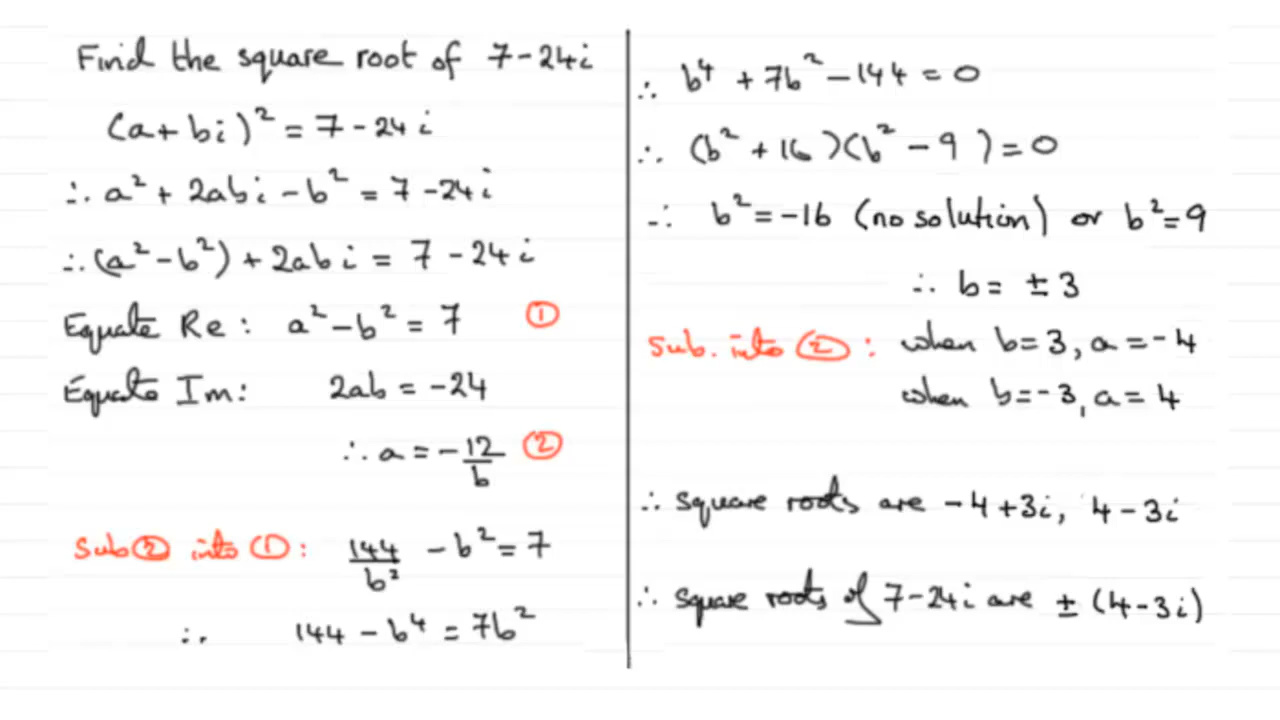 Find the square root of 7-24i
(a+bi)² = 7-24i
∴ a² + 2abi - b² = 7-24i
∴ (a² - b²) + 2abi = 7-24i
Equate Re: a² - b² = 7 ①
Equate Im: 2ab = -24
∴ a = -12/b ②
Sub ② into ①: 144/b² - b² = 7
∴ 144 - b⁴ = 7b²
∴ b⁴ + 7b² - 144 = 0
∴ (b² + 16)(b² - 9) = 0
∴ b² = -16 (no solution) or b² = 9
∴ b = ± 3
Sub. into ②: when b=3, a=-4
when b=-3, a=4
∴ square roots are -4+3i, 4-3i
∴ square roots of 7-24i are ± (4-3i)